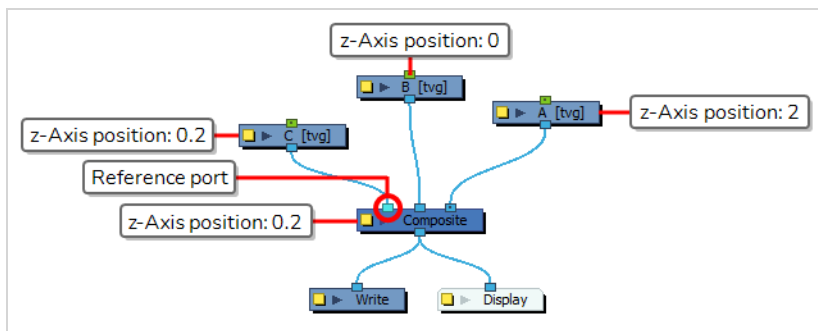 z-Axis position: 0
B [tvg]
A [tvg]
z-Axis position: 2
z-Axis position: 0.2
C [tvg]
Reference port
z-Axis position: 0.2
Composite
Write
Display